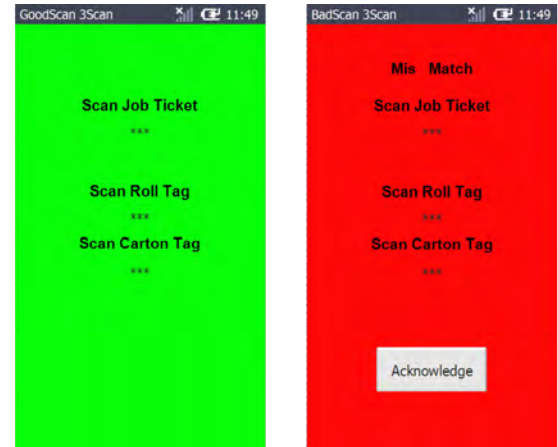 GoodScan 3Scan 11:49
Scan Job Ticket
***
Scan Roll Tag
***
Scan Carton Tag
***
BadScan 3Scan 11:49
Mis Match
Scan Job Ticket
***
Scan Roll Tag
***
Scan Carton Tag
***
Acknowledge